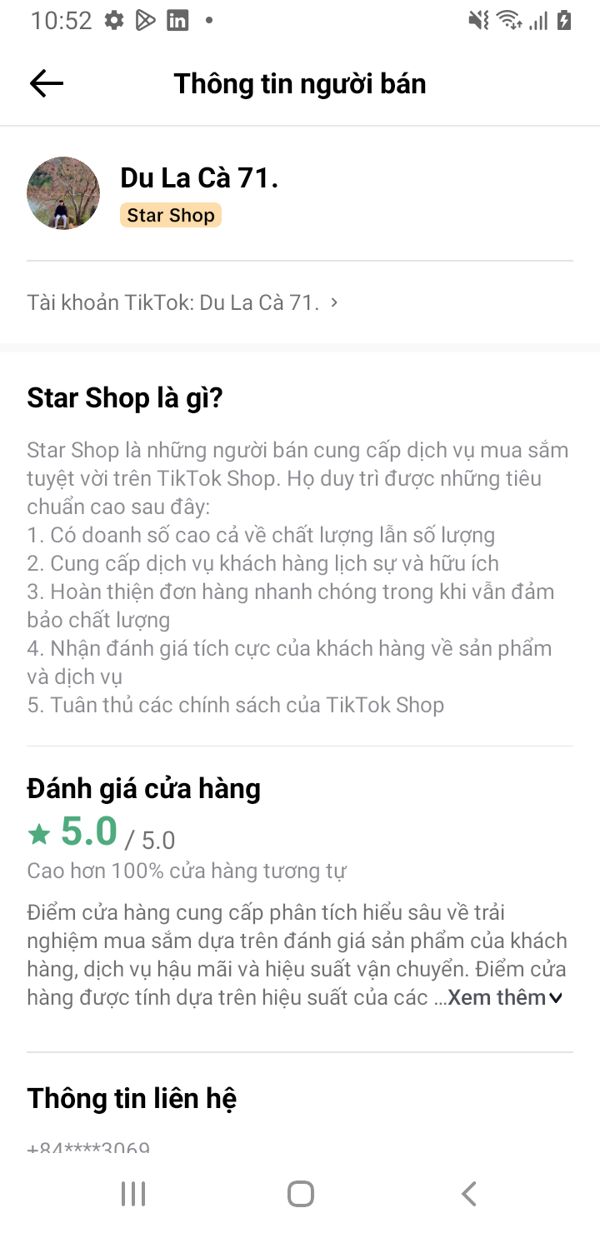 10:52
Thông tin người bán
Du La Cà 71.
Star Shop
Tài khoản TikTok: Du La Cà 71. ›
Star Shop là gì?
Star Shop là những người bán cung cấp dịch vụ mua sắm
tuyệt vời trên TikTok Shop. Họ duy trì được những tiêu
chuẩn cao sau đây:
1. Có doanh số cao cả về chất lượng lẫn số lượng
2. Cung cấp dịch vụ khách hàng lịch sự và hữu ích
3. Hoàn thiện đơn hàng nhanh chóng trong khi vẫn đảm
bảo chất lượng
4. Nhận đánh giá tích cực của khách hàng về sản phẩm
và dịch vụ
5. Tuân thủ các chính sách của TikTok Shop
Đánh giá cửa hàng
5.0 / 5.0
Cao hơn 100% cửa hàng tương tự
Điểm cửa hàng cung cấp phân tích hiểu sâu về trải
nghiệm mua sắm dựa trên đánh giá sản phẩm của khách
hàng, dịch vụ hậu mãi và hiệu suất vận chuyển. Điểm cửa
hàng được tính dựa trên hiệu suất của các ...Xem thêm
Thông tin liên hệ
+84****3069